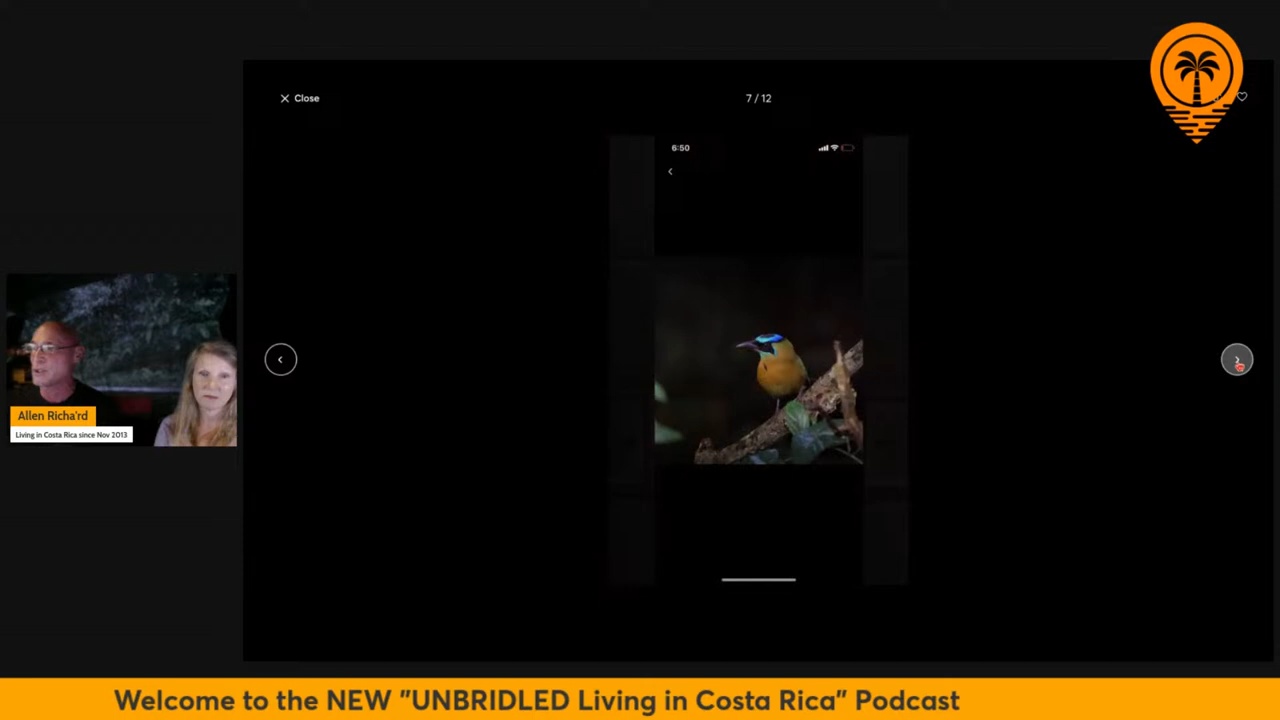 Close
7 / 12
6:50
Allen Richa'rd
Living in Costa Rica since Nov 2013
Welcome to the NEW "UNBRIDLED Living in Costa Rica" Podcast